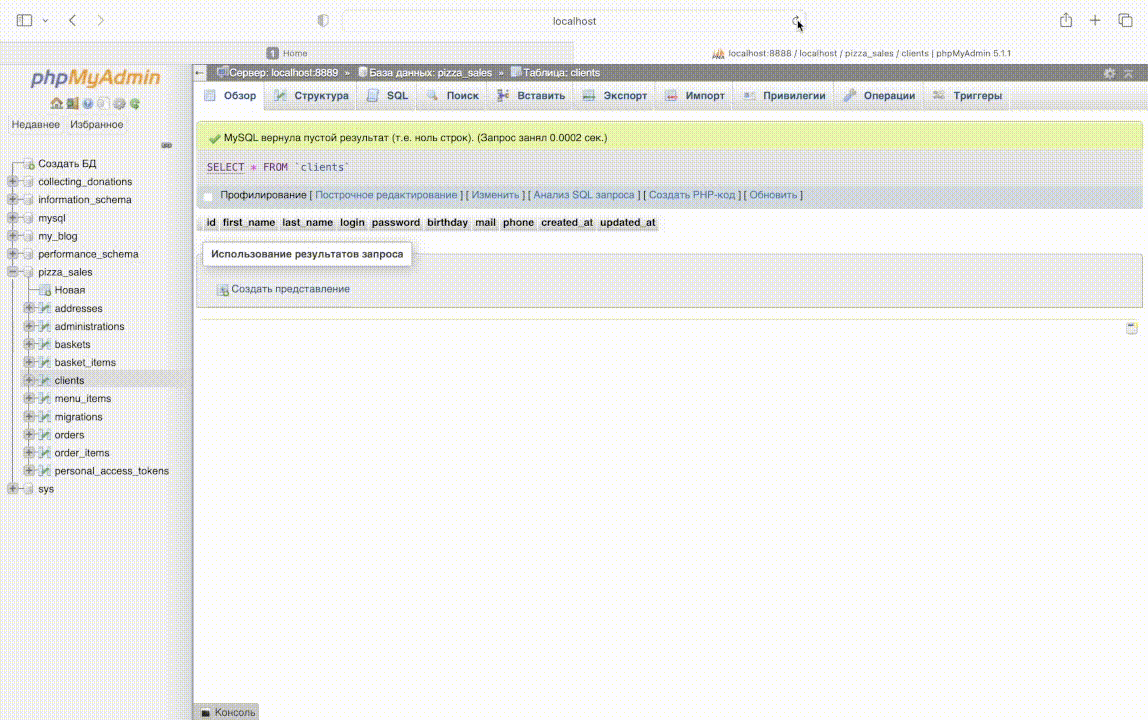 localhost
Home
localhost:8888 / localhost / pizza_sales / clients | phpMyAdmin 5.1.1
phpMyAdmin
Недавнее Избранное
Создать БД
collecting_donations
information_schema
mysql
my_blog
performance_schema
pizza_sales
Новая
addresses
administrations
baskets
basket_items
clients
menu_items
migrations
orders
order_items
personal_access_tokens
sys
Сервер: localhost:8889 » База данных: pizza_sales » Таблица: clients
Обзор Структура SQL Поиск Вставить Экспорт Импорт Привилегии Операции Триггеры
MySQL вернула пустой результат (т.е. ноль строк). (Запрос занял 0.0002 сек.)
SELECT * FROM `clients`
Профилирование [ Построчное редактирование ] [ Изменить ] [ Анализ SQL запроса ] [ Создать PHP-код ] [ Обновить ]
id first_name last_name login password birthday mail phone created_at updated_at
Использование результатов запроса
Создать представление
Консоль